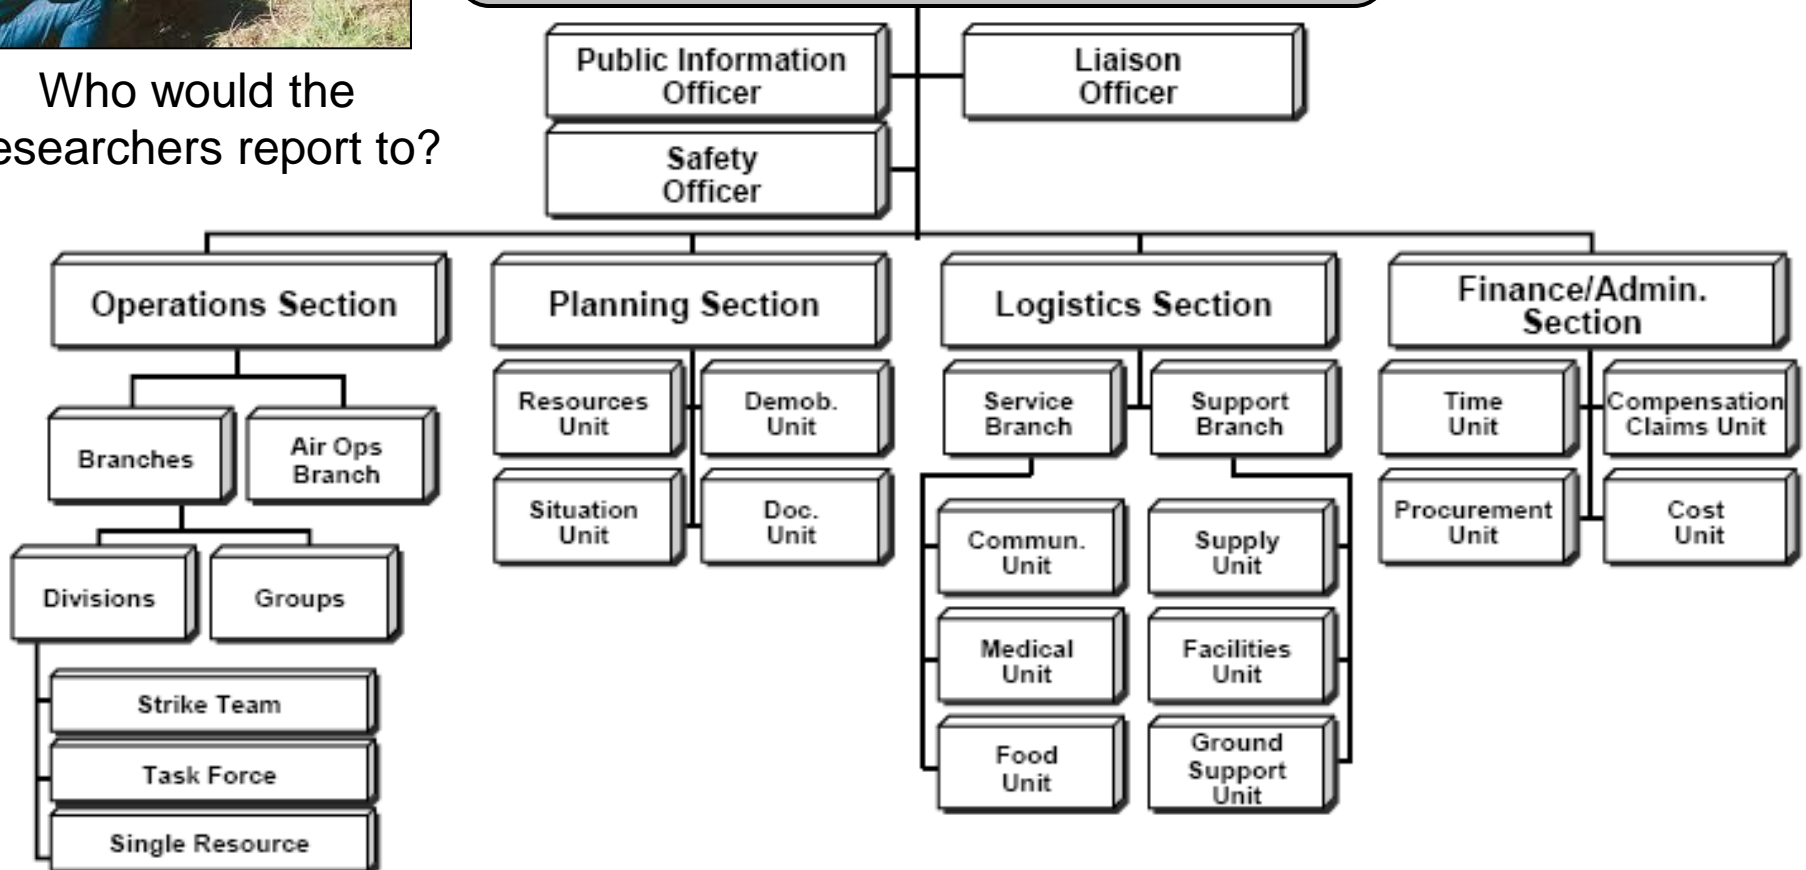 Who would the
esearchers report to?
Public Information
Officer
Liaison
Officer
Safety
Officer
Operations Section
Planning Section
Logistics Section
Finance/Admin.
Section
Branches
Air Ops
Branch
Divisions
Groups
Strike Team
Task Force
Single Resource
Resources
Unit
Demob.
Unit
Situation
Unit
Doc.
Unit
Service
Branch
Support
Branch
Commun.
Unit
Supply
Unit
Medical
Unit
Facilities
Unit
Food
Unit
Ground
Support
Unit
Time
Unit
Compensation
Claims Unit
Procurement
Unit
Cost
Unit